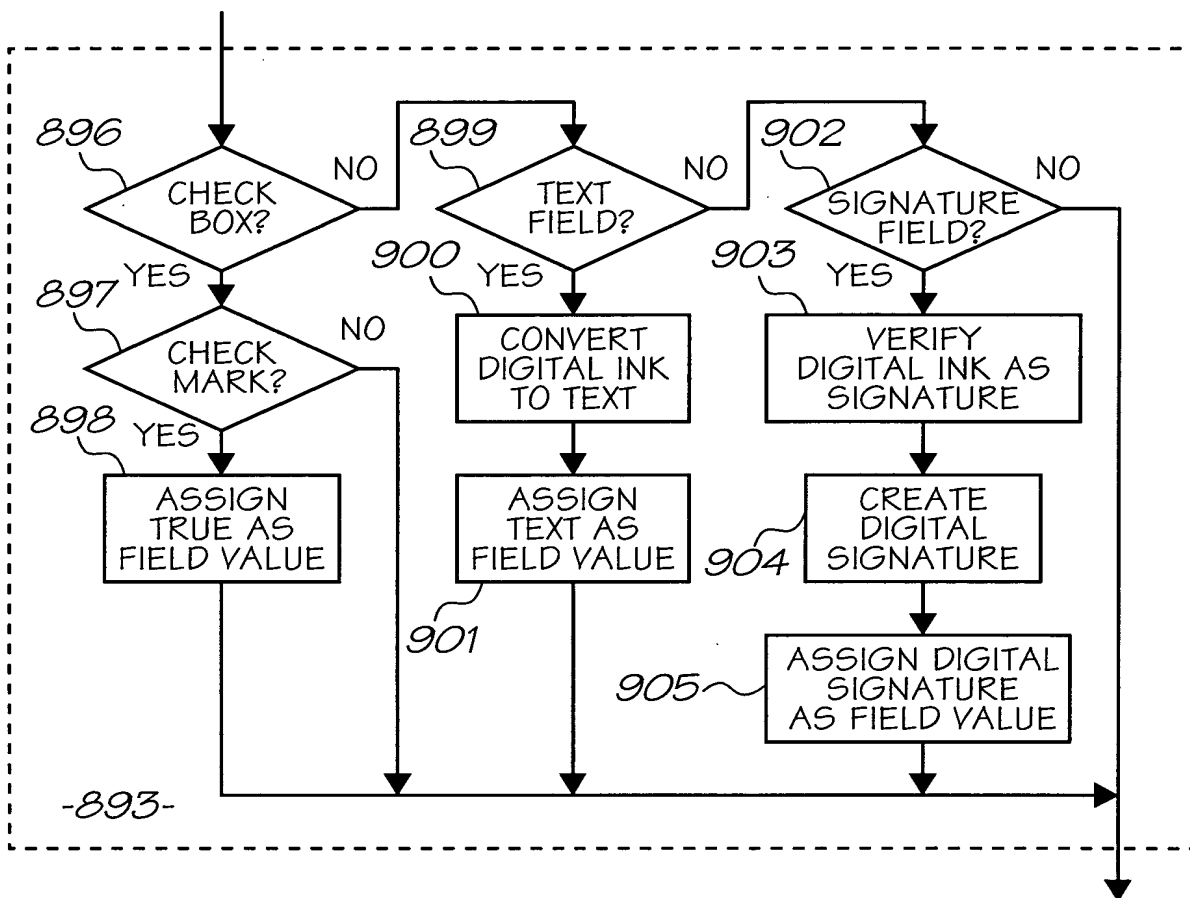 896
CHECK
BOX?
NO
YES
897
CHECK
MARK?
NO
YES
898
ASSIGN
TRUE AS
FIELD VALUE
899
TEXT
FIELD?
NO
YES
900
CONVERT
DIGITAL INK
TO TEXT
ASSIGN
TEXT AS
FIELD VALUE
901
902
SIGNATURE
FIELD?
NO
YES
903
VERIFY
DIGITAL INK AS
SIGNATURE
CREATE
DIGITAL
SIGNATURE
904
ASSIGN DIGITAL
SIGNATURE
AS FIELD VALUE
905
-893-